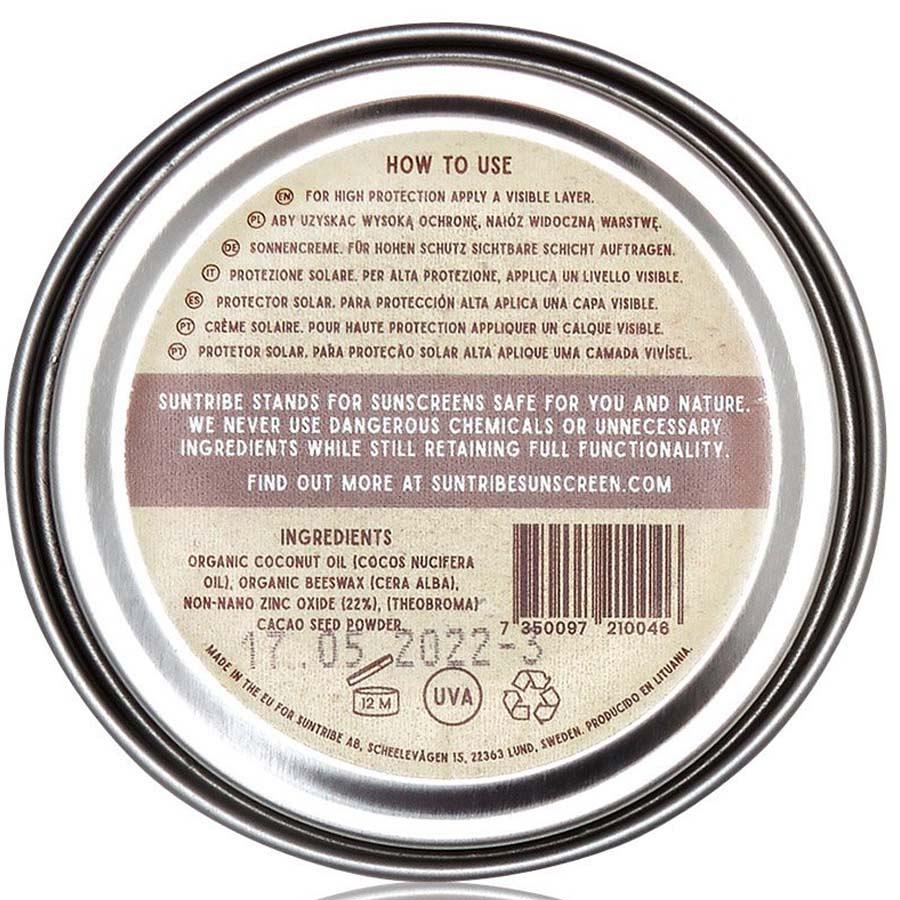 HOW TO USE
EN FOR HIGH PROTECTION APPLY A VISIBLE LAYER.
PL ABY UZYSKAC WYSOKĄ OCHRONĘ, NAIÓZ WIDOCZNĄ WARSTWĘ.
DE SONNENCREME. FÜR HOHEN SCHUTZ SICHTBARE SCHICHT AUFTRAGEN.
IT PROTEZIONE SOLARE. PER ALTA PROTEZIONE, APPLICA UN LIVELLO VISIBLE.
ES PROTECTOR SOLAR. PARA PROTECCIÓN ALTA APLICA UNA CAPA VISIBLE.
PT CRÈME SOLAIRE. POUR HAUTE PROTECTION APPLIQUER UN CALQUE VISIBLE.
PT PROTETOR SOLAR. PARA PROTECÃO SOLAR ALTA APLIQUE UMA CAMADA VIVÍSEL.
SUNTRIBE STANDS FOR SUNSCREENS SAFE FOR YOU AND NATURE.
WE NEVER USE DANGEROUS CHEMICALS OR UNNECESSARY
INGREDIENTS WHILE STILL RETAINING FULL FUNCTIONALITY.
FIND OUT MORE AT SUNTRIBESUNSCREEN.COM
INGREDIENTS
ORGANIC COCONUT OIL (COCOS NUCIFERA
OIL), ORGANIC BEESWAX (CERA ALBA),
NON-NANO ZINC OXIDE (22%), (THEOBROMA)
CACAO SEED POWDER
7 350097 210046
17.05 2022-3
12 M
UVA
MADE IN THE EU FOR SUNTRIBE AB, SCHEELEVÅGEN 15, 22363 LUND, SWEDEN. PRODUCIDO EN LITUANIA.